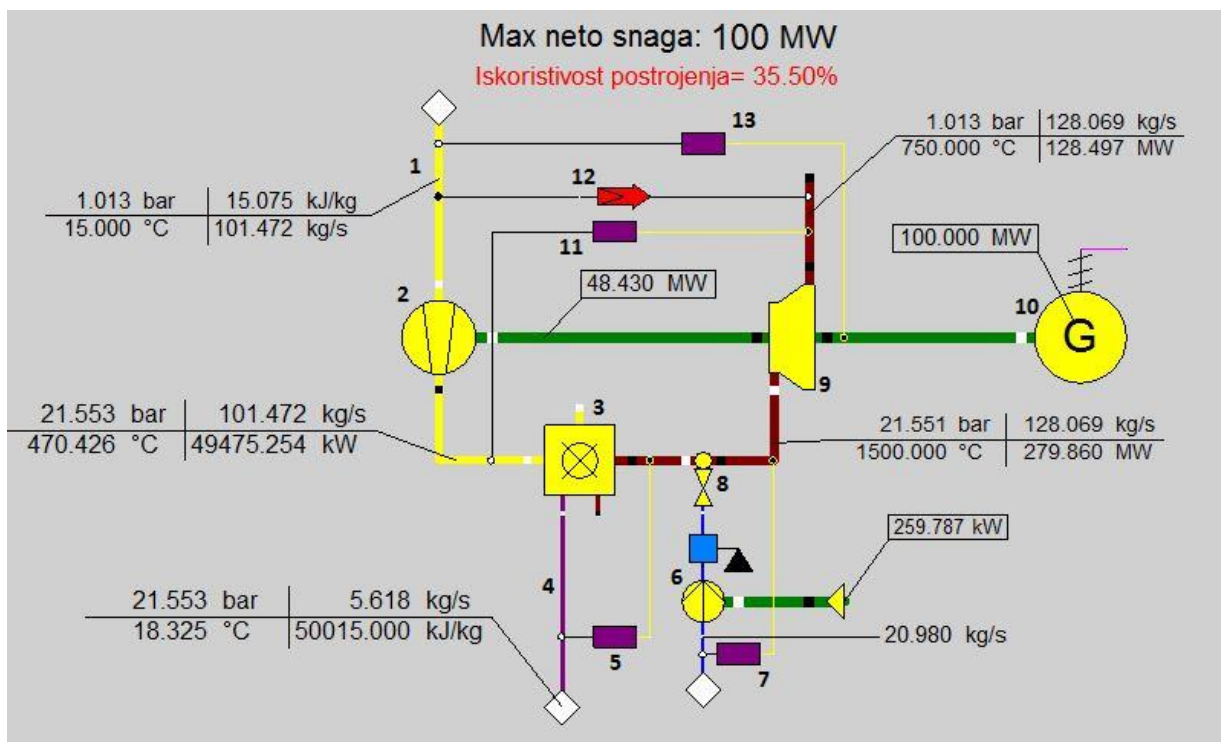 Max neto snaga: 100 MW
Iskoristivost postrojenja= 35.50%
13
1.013 bar 128.069 kg/s
750.000 °C 128.497 MW
1
12
1.013 bar 15.075 kJ/kg
15.000 °C 101.472 kg/s
11
100.000 MW
2
48.430 MW
10
G
9
21.553 bar 101.472 kg/s
470.426 °C 49475.254 kW
3
21.551 bar 128.069 kg/s
1500.000 °C 279.860 MW
8
259.787 kW
6
4
21.553 bar 5.618 kg/s
18.325 °C 50015.000 kJ/kg
20.980 kg/s
5
7